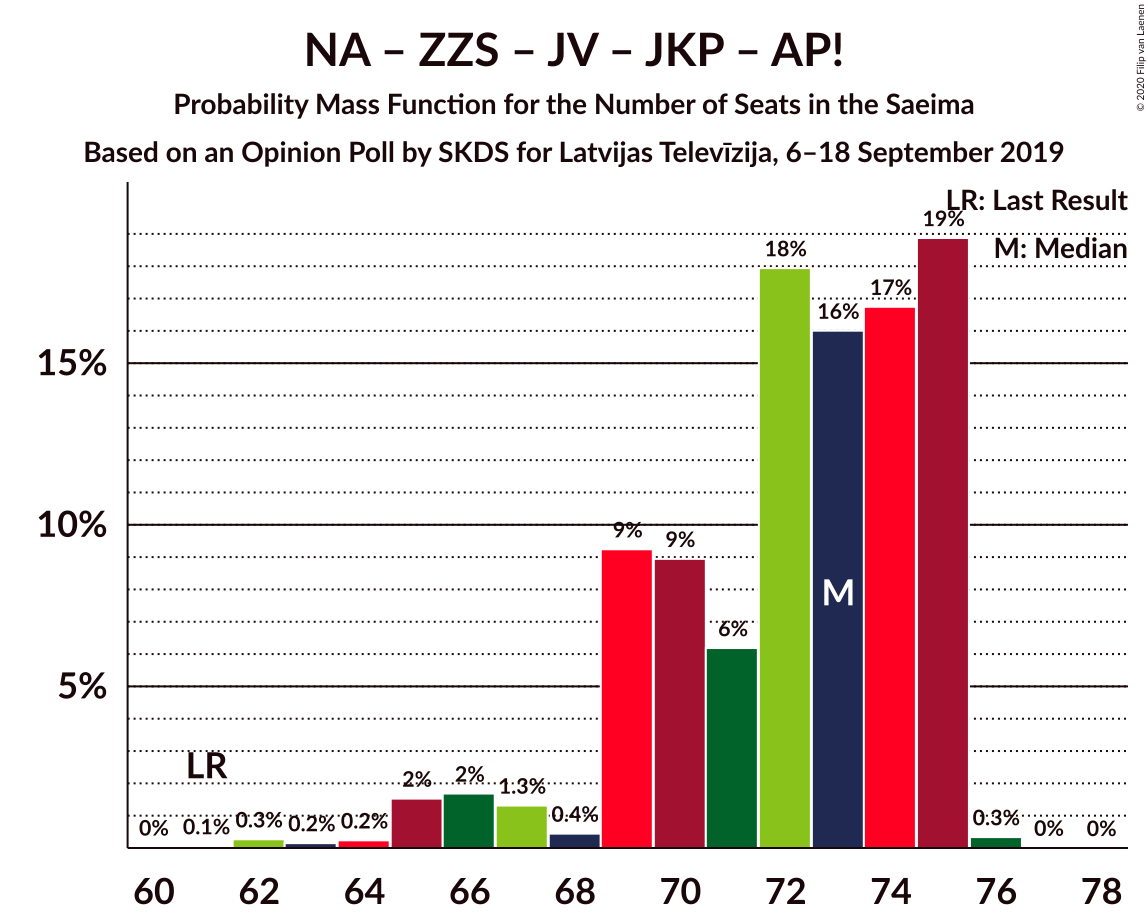 NA – ZZS – JV – JKP – AP!
Probability Mass Function for the Number of Seats in the Saeima
Based on an Opinion Poll by SKDS for Latvijas Televīzija, 6–18 September 2019
© 2020 Filip van Laenen
LR: Last Result
M: Median
15%
10%
5%
LR
M
0%
0.1%
0.3%
0.2%
0.2%
2%
2%
1.3%
0.4%
9%
9%
6%
18%
16%
17%
19%
0.3%
0%
0%
60 62 64 66 68 70 72 74 76 78